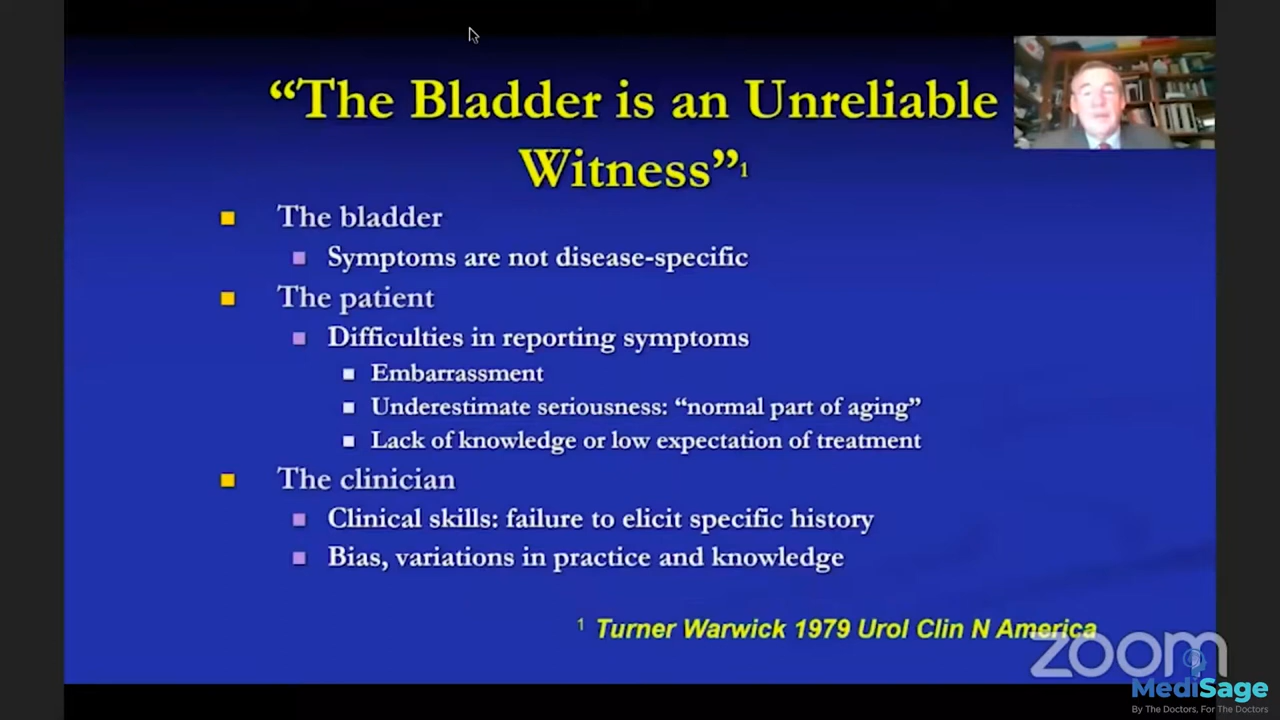 “The Bladder is an Unreliable
Witness”1
The bladder
Symptoms are not disease-specific
The patient
Difficulties in reporting symptoms
Embarrassment
Underestimate seriousness: “normal part of aging”
Lack of knowledge or low expectation of treatment
The clinician
Clinical skills: failure to elicit specific history
Bias, variations in practice and knowledge
1 Turner Warwick 1979 Urol Clin N America
zoom
MediSage
By The Doctors, For The Doctors